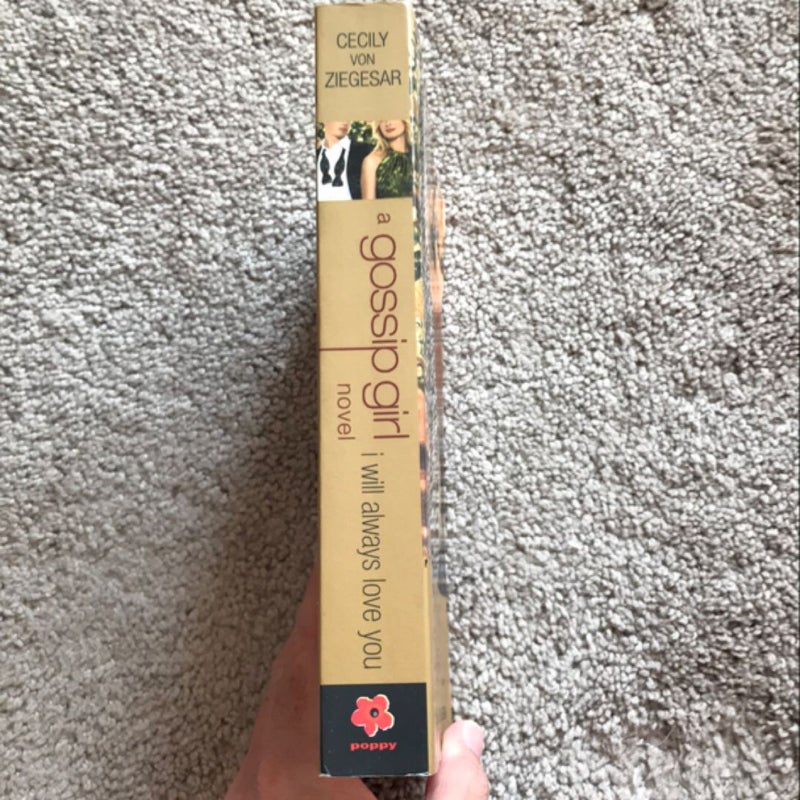 CECILY
VON
ZIEGESAR
a gossip girl
novel
i will always love you
poppy